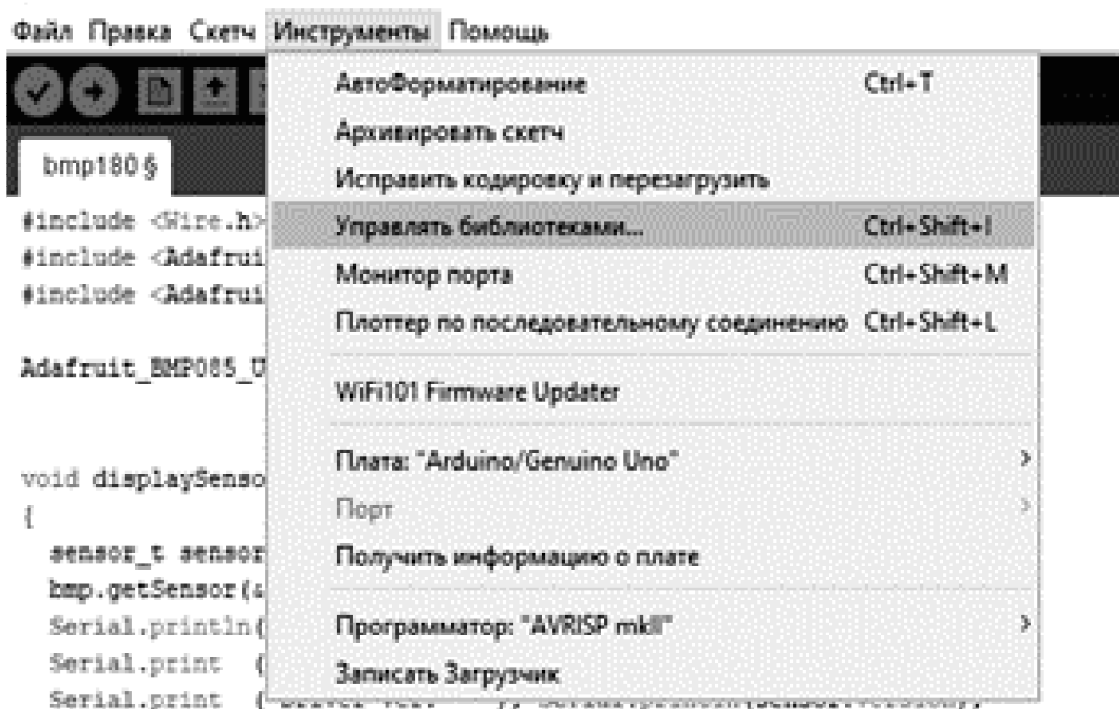 Файл Правка Скетч Инструменты Помощь
АвтоФорматирование Ctrl+T
Архивировать скетч
bmp180 §
Исправить кодировку и перезагрузить
#include <Wire.h>
Управлять библиотеками... Ctrl+Shift+I
#include <Adafrui
Монитор порта Ctrl+Shift+M
#include <Adafrui
Плоттер по последовательному соединению Ctrl+Shift+L
Adafruit_BMP085_U
WiFi101 Firmware Updater
Плата: "Arduino/Genuino Uno"
void displaySenso
Порт
{
Получить информацию о плате
sensor_t sensor
bmp.getSensor(&
Программатор: "AVRISP mkII"
Serial.println(
Serial.print (
Записать Загрузчик
Serial.print (